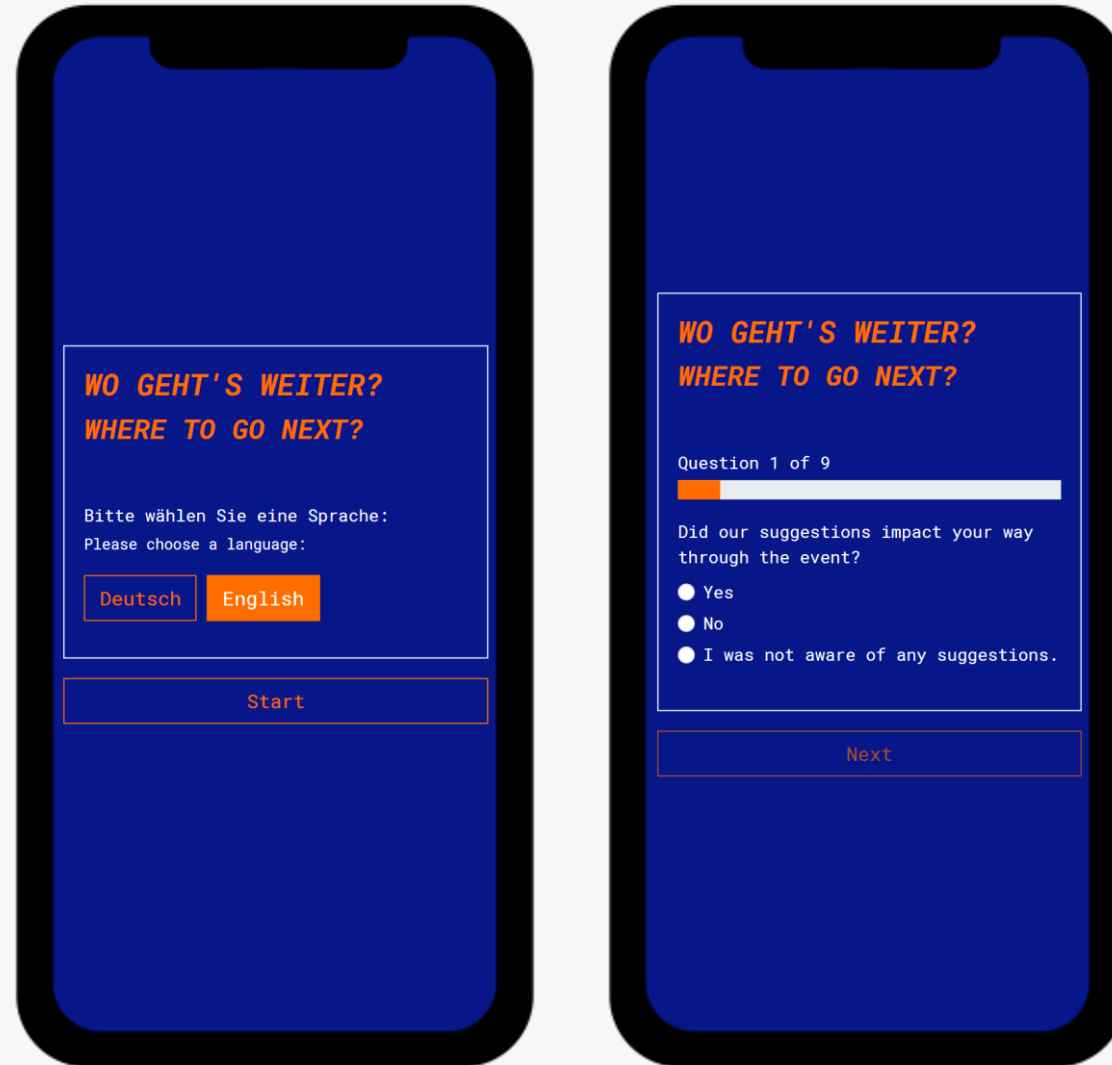 WO GEHT'S WEITER?
WHERE TO GO NEXT?
Bitte wählen Sie eine Sprache:
Please choose a language:
Deutsch English
Start
WO GEHT'S WEITER?
WHERE TO GO NEXT?
Question 1 of 9
Did our suggestions impact your way
through the event?
Yes
No
I was not aware of any suggestions.
Next